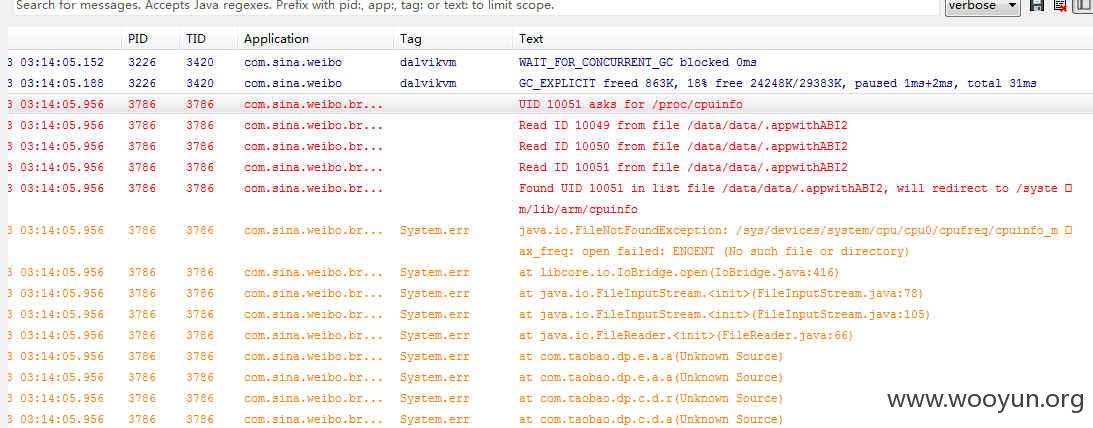 Search for messages. Accepts Java regexes. Prefix with pid:, app:, tag: or text: to limit scope. verbose
PID TID Application Tag Text
3 03:14:05.152 3226 3420 com.sina.weibo dalvikvm WAIT_FOR_CONCURRENT_GC blocked 0ms
3 03:14:05.188 3226 3420 com.sina.weibo dalvikvm GC_EXPLICIT freed 863K, 18% free 24248K/29383K, paused 1ms+2ms, total 31ms
3 03:14:05.956 3786 3786 com.sina.weibo.br... UID 10051 asks for /proc/cpuinfo
3 03:14:05.956 3786 3786 com.sina.weibo.br... Read ID 10049 from file /data/data/.appwithABI2
3 03:14:05.956 3786 3786 com.sina.weibo.br... Read ID 10050 from file /data/data/.appwithABI2
3 03:14:05.956 3786 3786 com.sina.weibo.br... Read ID 10051 from file /data/data/.appwithABI2
3 03:14:05.956 3786 3786 com.sina.weibo.br... Found UID 10051 in list file /data/data/.appwithABI2, will redirect to /syste
m/lib/arm/cpuinfo
3 03:14:05.956 3786 3786 com.sina.weibo.br... System.err java.io.FileNotFoundException: /sys/devices/system/cpu/cpu0/cpufreq/cpuinfo_m
ax_freq: open failed: ENOENT (No such file or directory)
3 03:14:05.956 3786 3786 com.sina.weibo.br... System.err at libcore.io.IoBridge.open(IoBridge.java:416)
3 03:14:05.956 3786 3786 com.sina.weibo.br... System.err at java.io.FileInputStream.<init>(FileInputStream.java:78)
3 03:14:05.956 3786 3786 com.sina.weibo.br... System.err at java.io.FileInputStream.<init>(FileInputStream.java:105)
3 03:14:05.956 3786 3786 com.sina.weibo.br... System.err at java.io.FileReader.<init>(FileReader.java:66)
3 03:14:05.956 3786 3786 com.sina.weibo.br... System.err at com.taobao.dp.e.a.a(Unknown Source)
3 03:14:05.956 3786 3786 com.sina.weibo.br... System.err at com.taobao.dp.e.a.a(Unknown Source)
3 03:14:05.956 3786 3786 com.sina.weibo.br... System.err at com.taobao.dp.c.d.r(Unknown Source)
3 03:14:05.956 3786 3786 com.sina.weibo.br... System.err at com.taobao.dp.c.d.a(Unknown Source)
www.wooyun.org